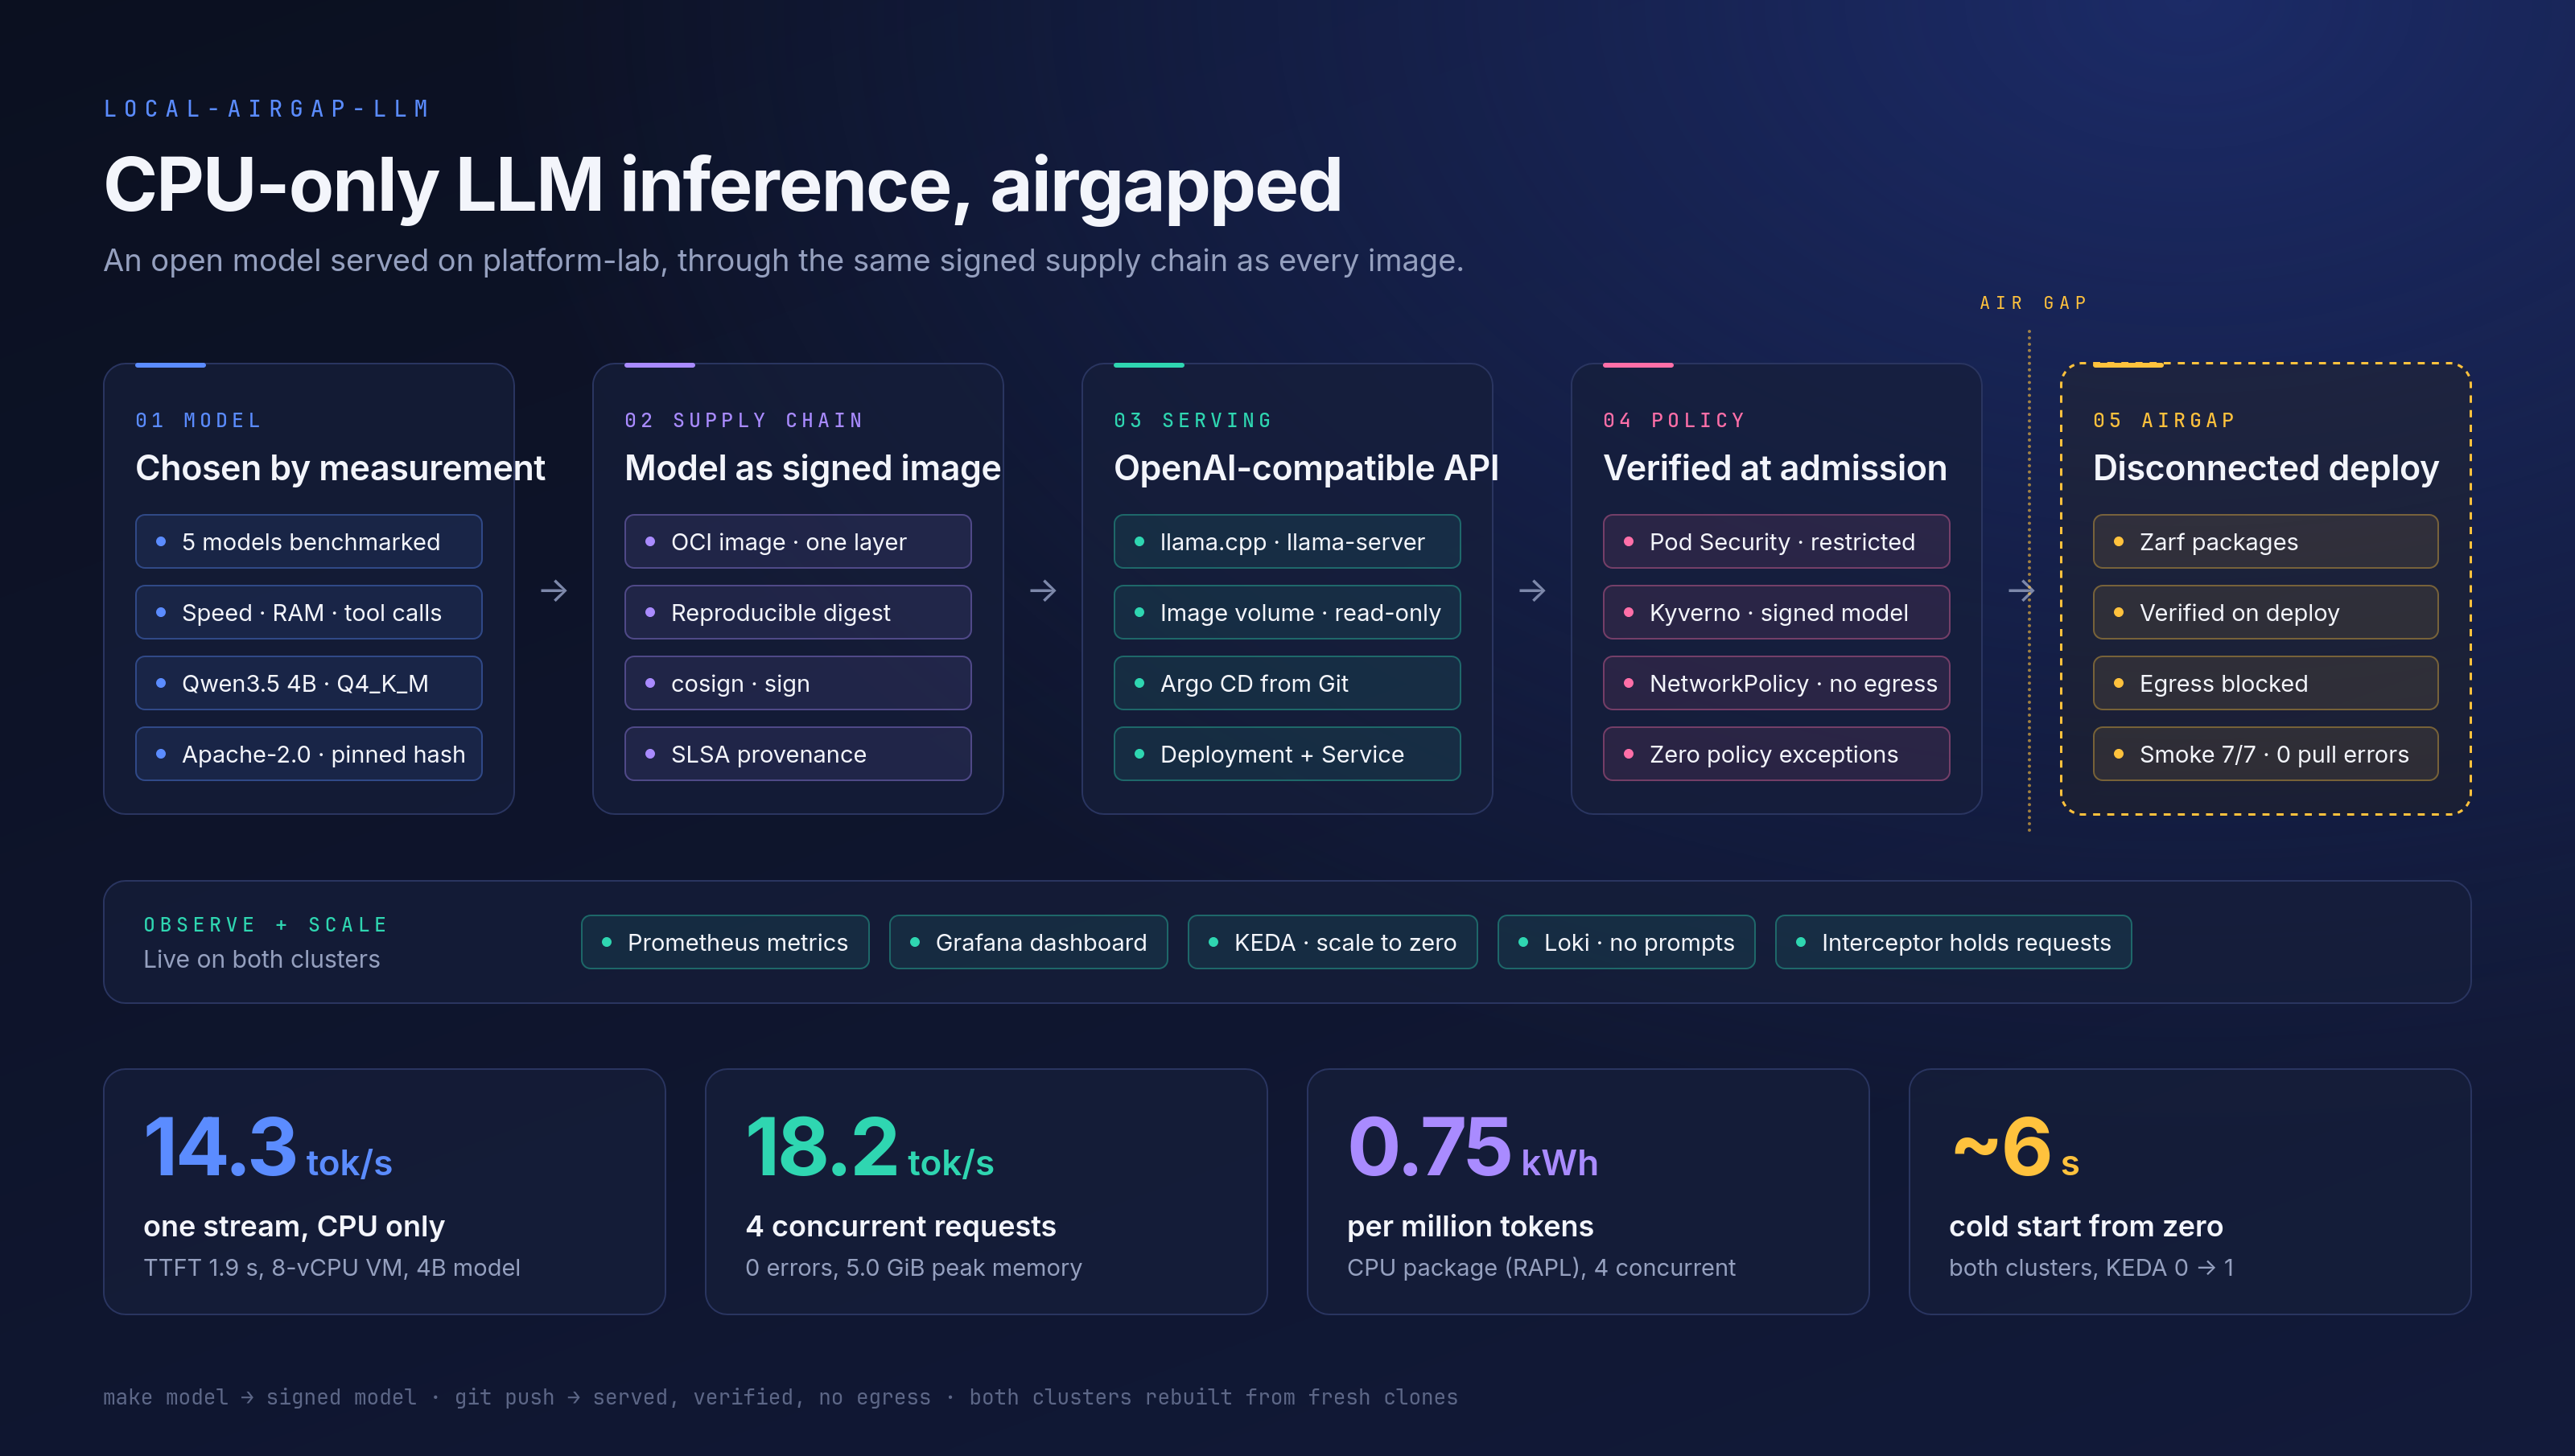 LOCAL-AIRGAP-LLM
CPU-only LLM inference, airgapped
An open model served on platform-lab, through the same signed supply chain as every image.
AIR GAP
01 MODEL
Chosen by measurement
5 models benchmarked
Speed · RAM · tool calls
Qwen3.5 4B · Q4_K_M
Apache-2.0 · pinned hash
→
02 SUPPLY CHAIN
Model as signed image
OCI image · one layer
Reproducible digest
cosign · sign
SLSA provenance
→
03 SERVING
OpenAI-compatible API
llama.cpp · llama-server
Image volume · read-only
Argo CD from Git
Deployment + Service
→
04 POLICY
Verified at admission
Pod Security · restricted
Kyverno · signed model
NetworkPolicy · no egress
Zero policy exceptions
→
05 AIRGAP
Disconnected deploy
Zarf packages
Verified on deploy
Egress blocked
Smoke 7/7 · 0 pull errors
OBSERVE + SCALE
Live on both clusters
Prometheus metrics
Grafana dashboard
KEDA · scale to zero
Loki · no prompts
Interceptor holds requests
14.3 tok/s
one stream, CPU only
TTFT 1.9 s, 8-vCPU VM, 4B model
18.2 tok/s
4 concurrent requests
0 errors, 5.0 GiB peak memory
0.75 kWh
per million tokens
CPU package (RAPL), 4 concurrent
~6 s
cold start from zero
both clusters, KEDA 0 → 1
make model → signed model · git push → served, verified, no egress · both clusters rebuilt from fresh clones